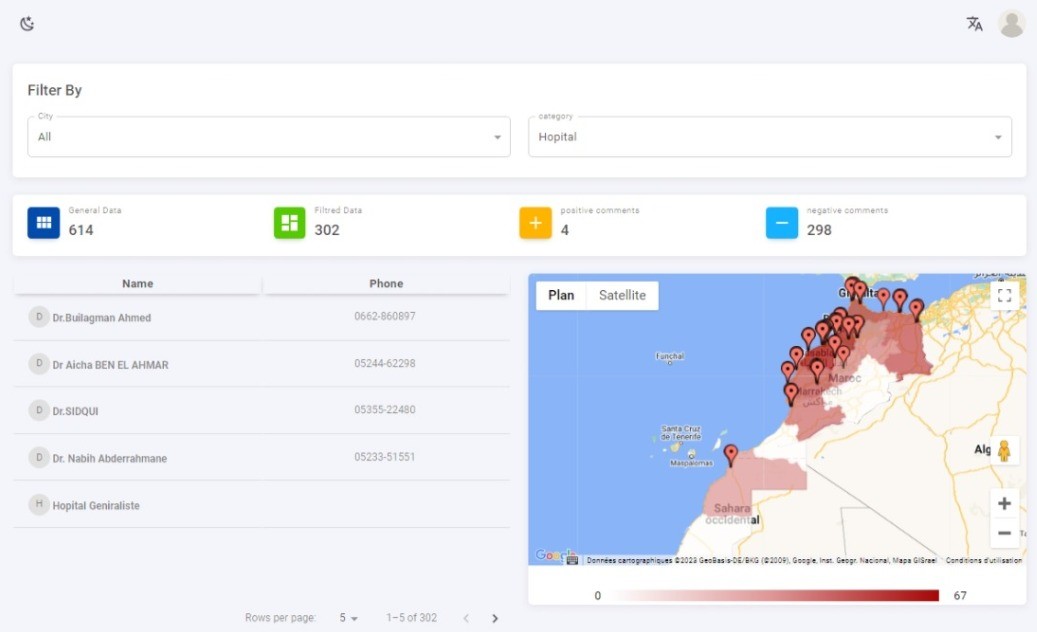 Filter By
City
All
category
Hopital
General Data
614
Filtred Data
302
positive comments
4
negative comments
298
Name
Phone
D Dr.Builagman Ahmed
0662-860897
D Dr Aicha BEN EL AHMAR
05244-62298
D Dr.SIDQUI
05355-22480
D Dr. Nabih Abderrahmane
05233-51551
H Hopital Geniraliste
Rows per page: 5 1–5 of 302
Plan
Satellite
Funchal
Maroc
Marrakech
مراكش
Santa Cruz
de Tenerife
Maspalomas
Alg
Sahara
occidental
Google
Données cartographiques ©2023 GeoBasis-DE/BKG (©2009), Google, Inst. Geogr. Nacional, Mapa GISrael
Conditions d'utilisation
0
67